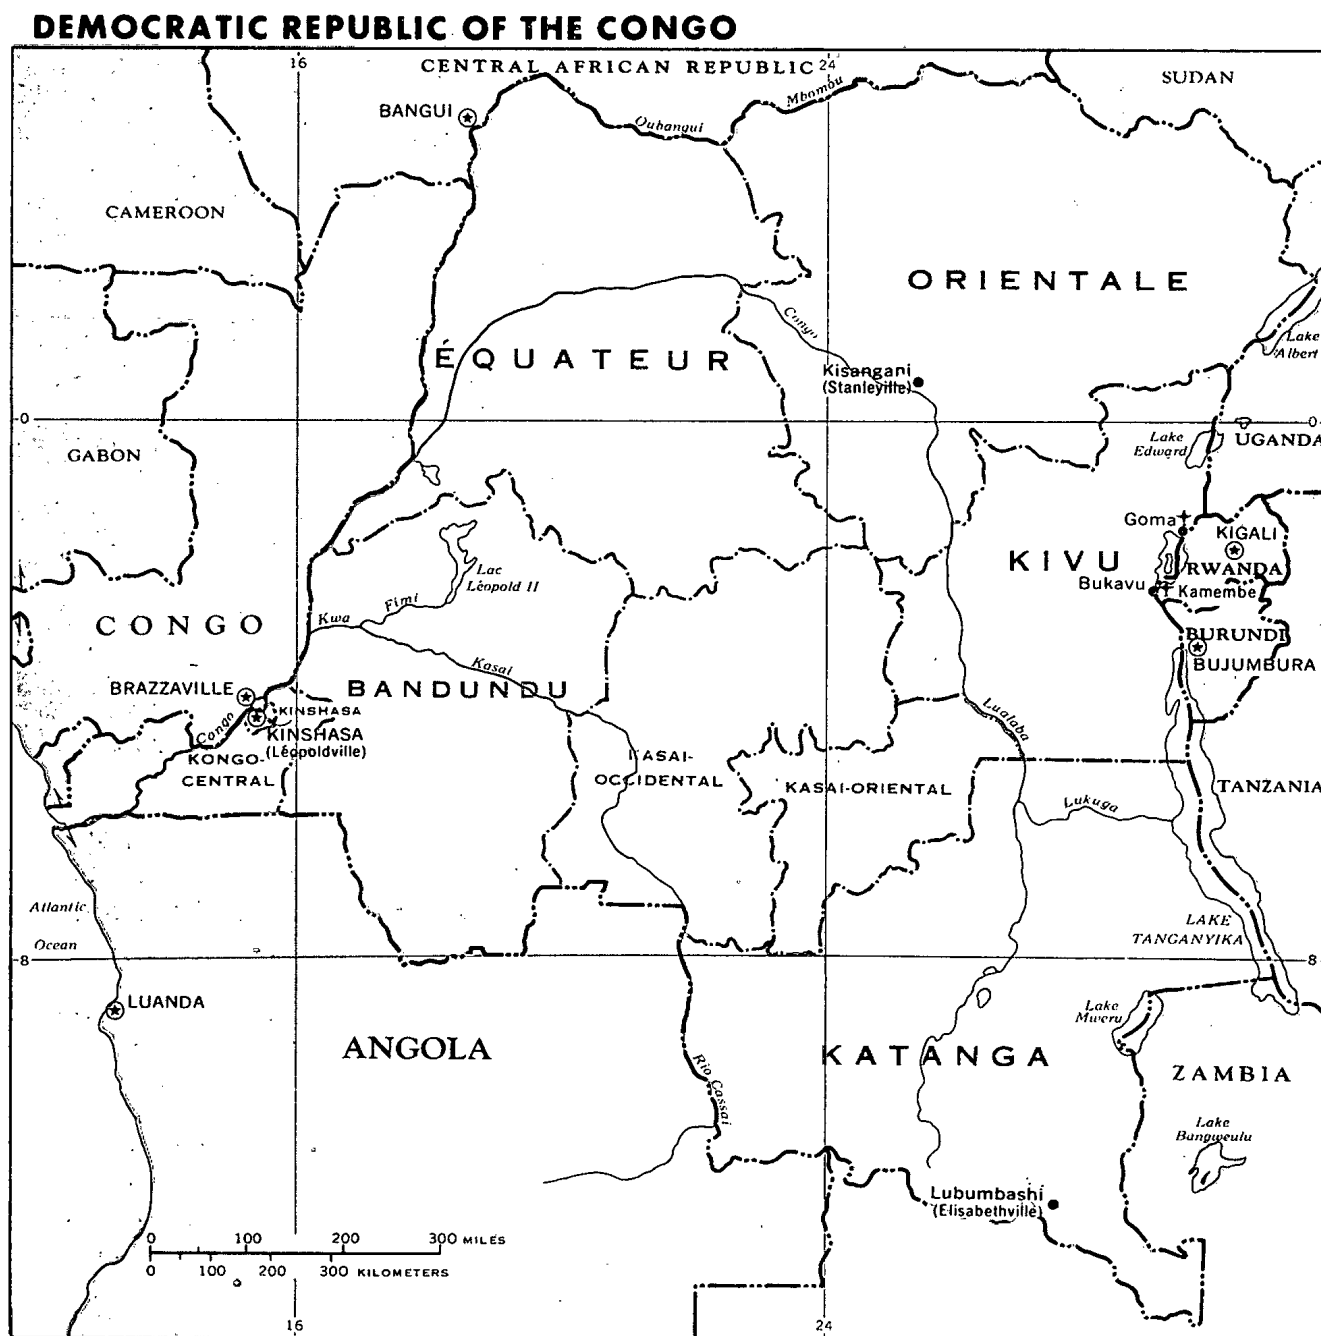 DEMOCRATIC REPUBLIC OF THE CONGO
16
CENTRAL AFRICAN REPUBLIC
24
SUDAN
BANGUI
Mbomou
Oubangui
CAMEROON
ORIENTALE
Congo
ÉQUATEUR
Lake
Albert
Kisangani
(Stanleyville)
0
0
GABON
Lake
Edward
UGANDA
Goma
KIGALI
KIVU
RWANDA
Lac
Léopold II
Bukavu
Kamembe
Fimi
Kwa
CONGO
BURUNDI
BUJUMBURA
Kasai
BANDUNDU
BRAZZAVILLE
KINSHASA
Congo
KINSHASA
(Léopoldville)
Lualaba
KONGO-
CENTRAL
KASAI-
OCCIDENTAL
KASAI-ORIENTAL
TANZANIA
Lukuga
Atlantic
Ocean
LAKE
TANGANYIKA
8
8
LUANDA
Lake
Mweru
ANGOLA
KATANGA
Rio Cassai
ZAMBIA
Lake
Bangweulu
Lubumbashi
(Elisabethville)
0 100 200 300 MILES
0 100 200 300 KILOMETERS
16
24